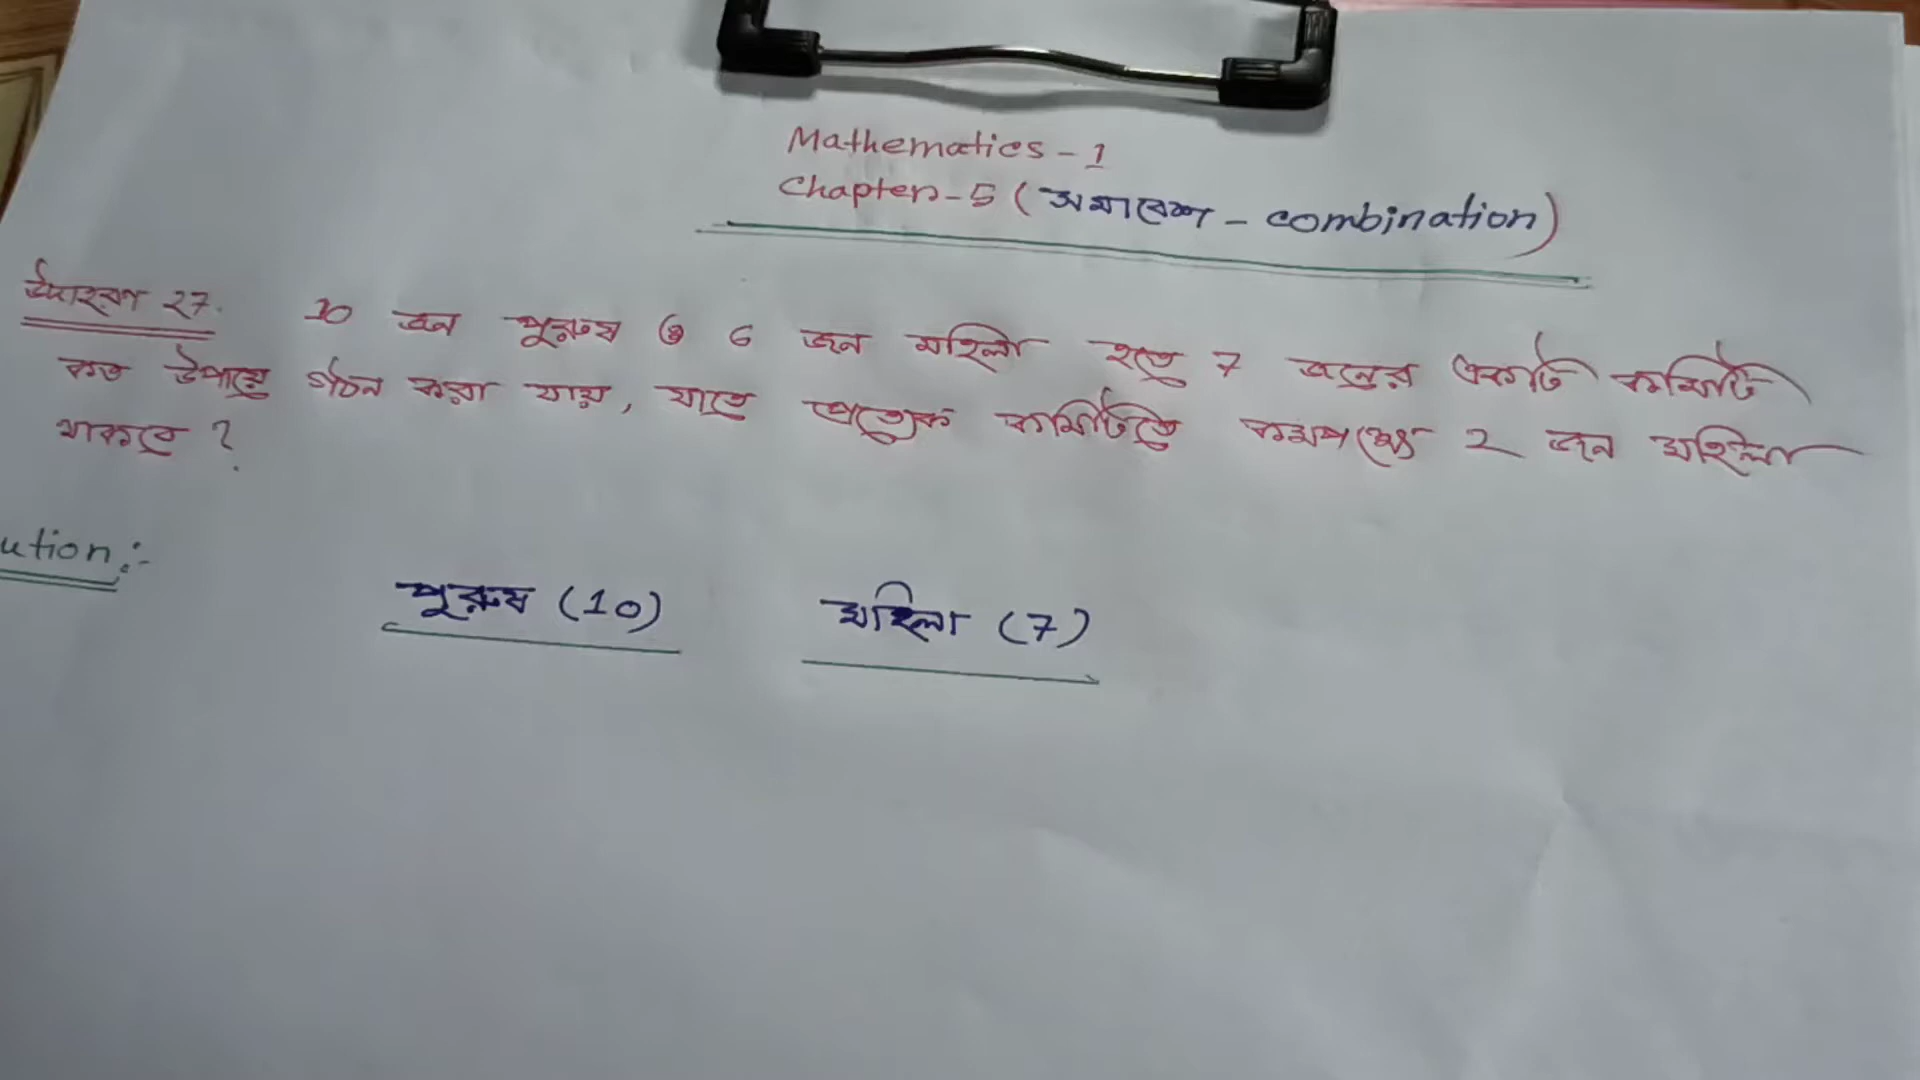 Mathematics - 1
Chapter - 5 (সমাবেশ - combination)
উদাহরণ 27. 10 জন পুরুষ ও 6 জন মহিলা হতে 7 জনের একটি কমিটি
কত উপায়ে গঠন করা যায়, যাতে প্রত্যেক কমিটিতে কমপক্ষে 2 জন মহিলা
থাকবে ?
ution:-
পুরুষ (10) মহিলা (7)